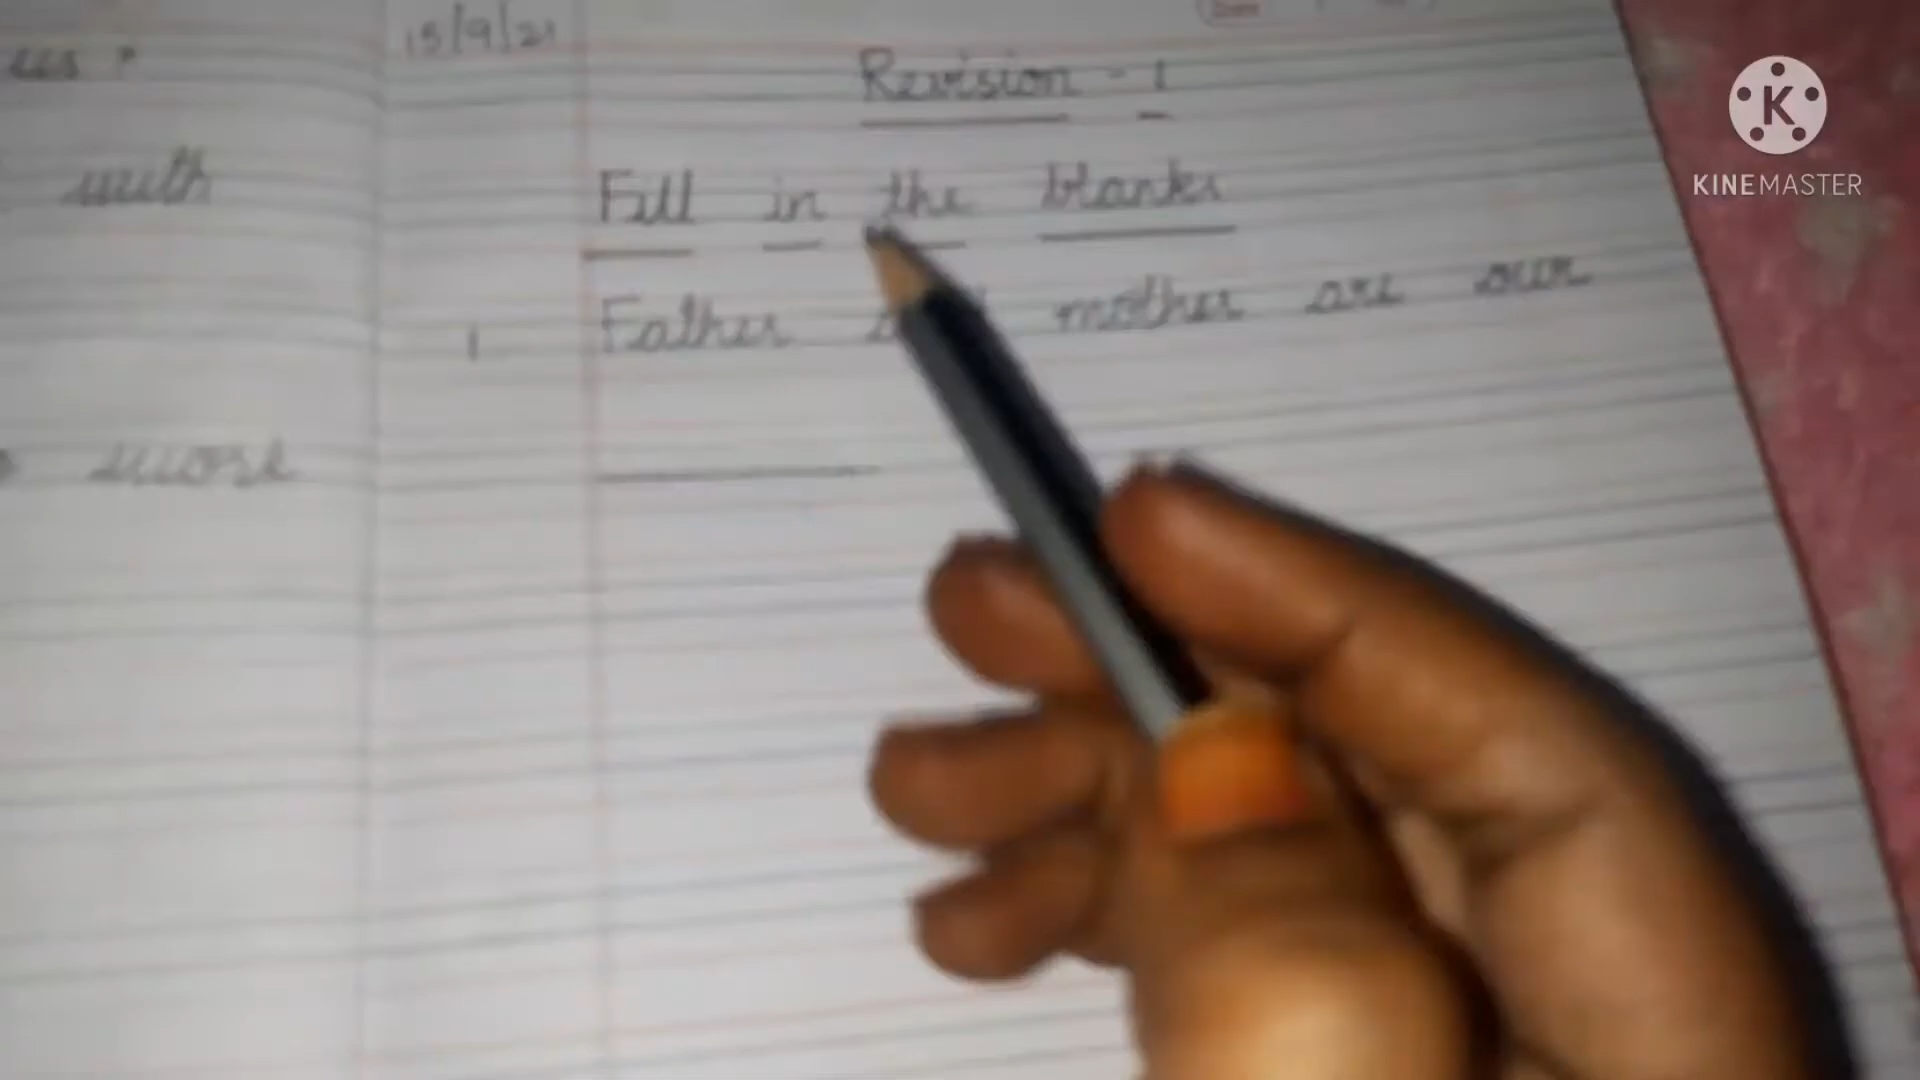 15/9/21
Revision - 1
Fill in the blanks
1 Father mother are our
with
KINEMASTER